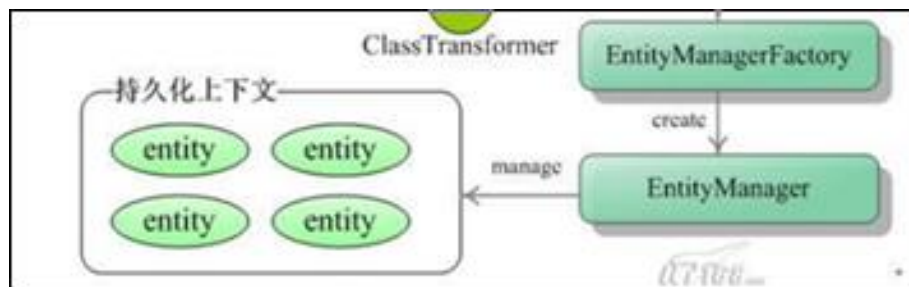 ClassTransformer
EntityManagerFactory
持久化上下文
create
entity entity
manage
EntityManager
entity entity